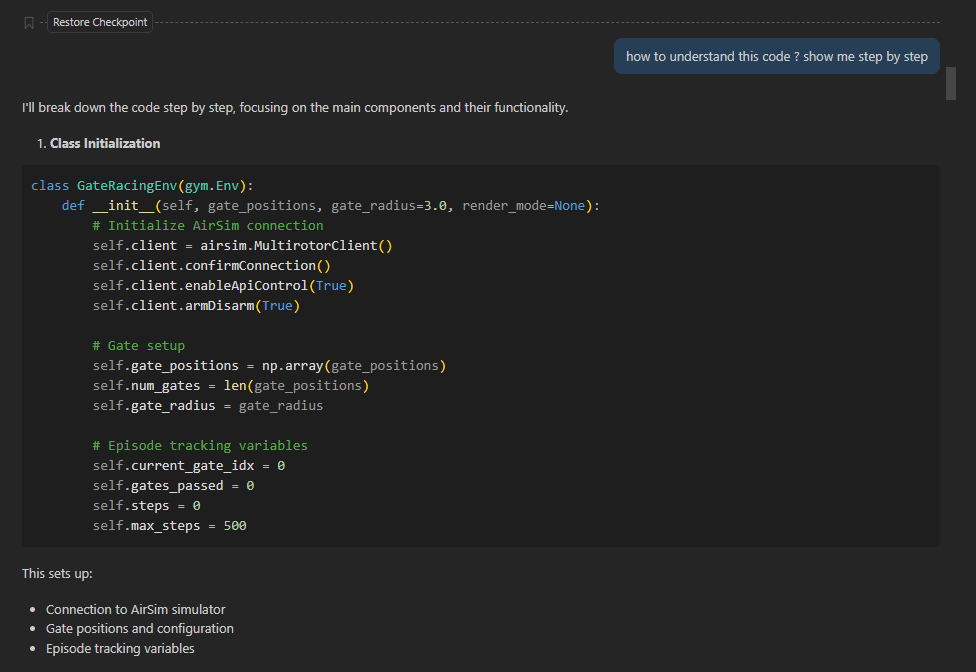 Restore Checkpoint
how to understand this code ? show me step by step
I'll break down the code step by step, focusing on the main components and their functionality.
1. Class Initialization
class GateRacingEnv(gym.Env):
    def __init__(self, gate_positions, gate_radius=3.0, render_mode=None):
        # Initialize AirSim connection
        self.client = airsim.MultirotorClient()
        self.client.confirmConnection()
        self.client.enableApiControl(True)
        self.client.armDisarm(True)

        # Gate setup
        self.gate_positions = np.array(gate_positions)
        self.num_gates = len(gate_positions)
        self.gate_radius = gate_radius

        # Episode tracking variables
        self.current_gate_idx = 0
        self.gates_passed = 0
        self.steps = 0
        self.max_steps = 500
This sets up:
• Connection to AirSim simulator
• Gate positions and configuration
• Episode tracking variables